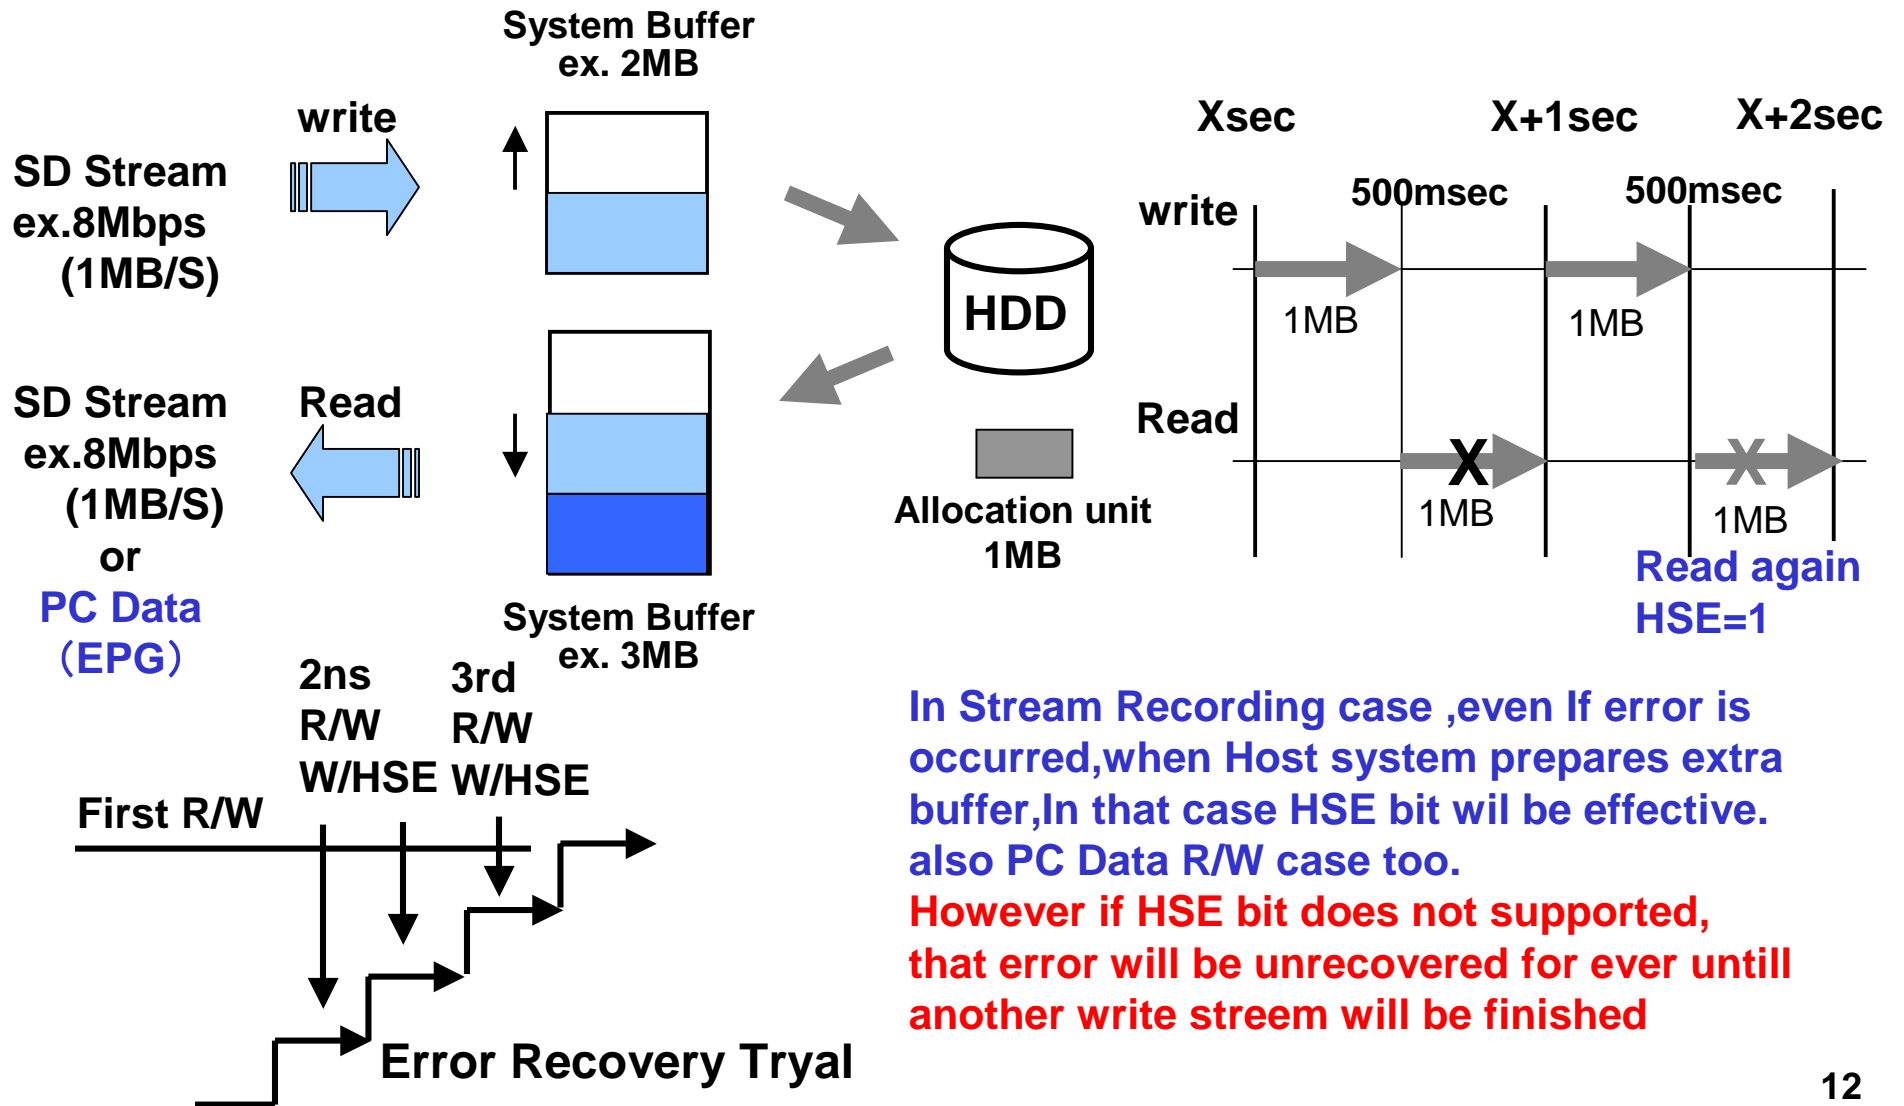 System Buffer
ex. 2MB
write
SD Stream
ex.8Mbps
(1MB/S)
Xsec
X+1sec
X+2sec
500msec
500msec
write
1MB
1MB
HDD
SD Stream
ex.8Mbps
(1MB/S)
or
PC Data
（EPG）
Read
System Buffer
ex. 3MB
Allocation unit
1MB
Read
X
X
1MB
1MB
Read again
HSE=1
2ns
R/W
W/HSE
3rd
R/W
W/HSE
First R/W
Error Recovery Tryal
In Stream Recording case ,even If error is
occurred,when Host system prepares extra
buffer,In that case HSE bit wil be effective.
also PC Data R/W case too.
However if HSE bit does not supported,
that error will be unrecovered for ever untill
another write streem will be finished
12